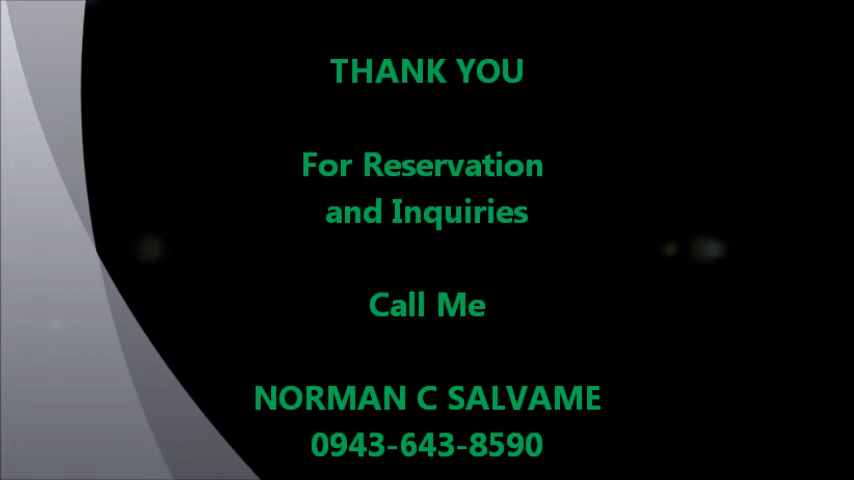 THANK YOU
For Reservation
and Inquiries
Call Me
NORMAN C SALVAME
0943-643-8590